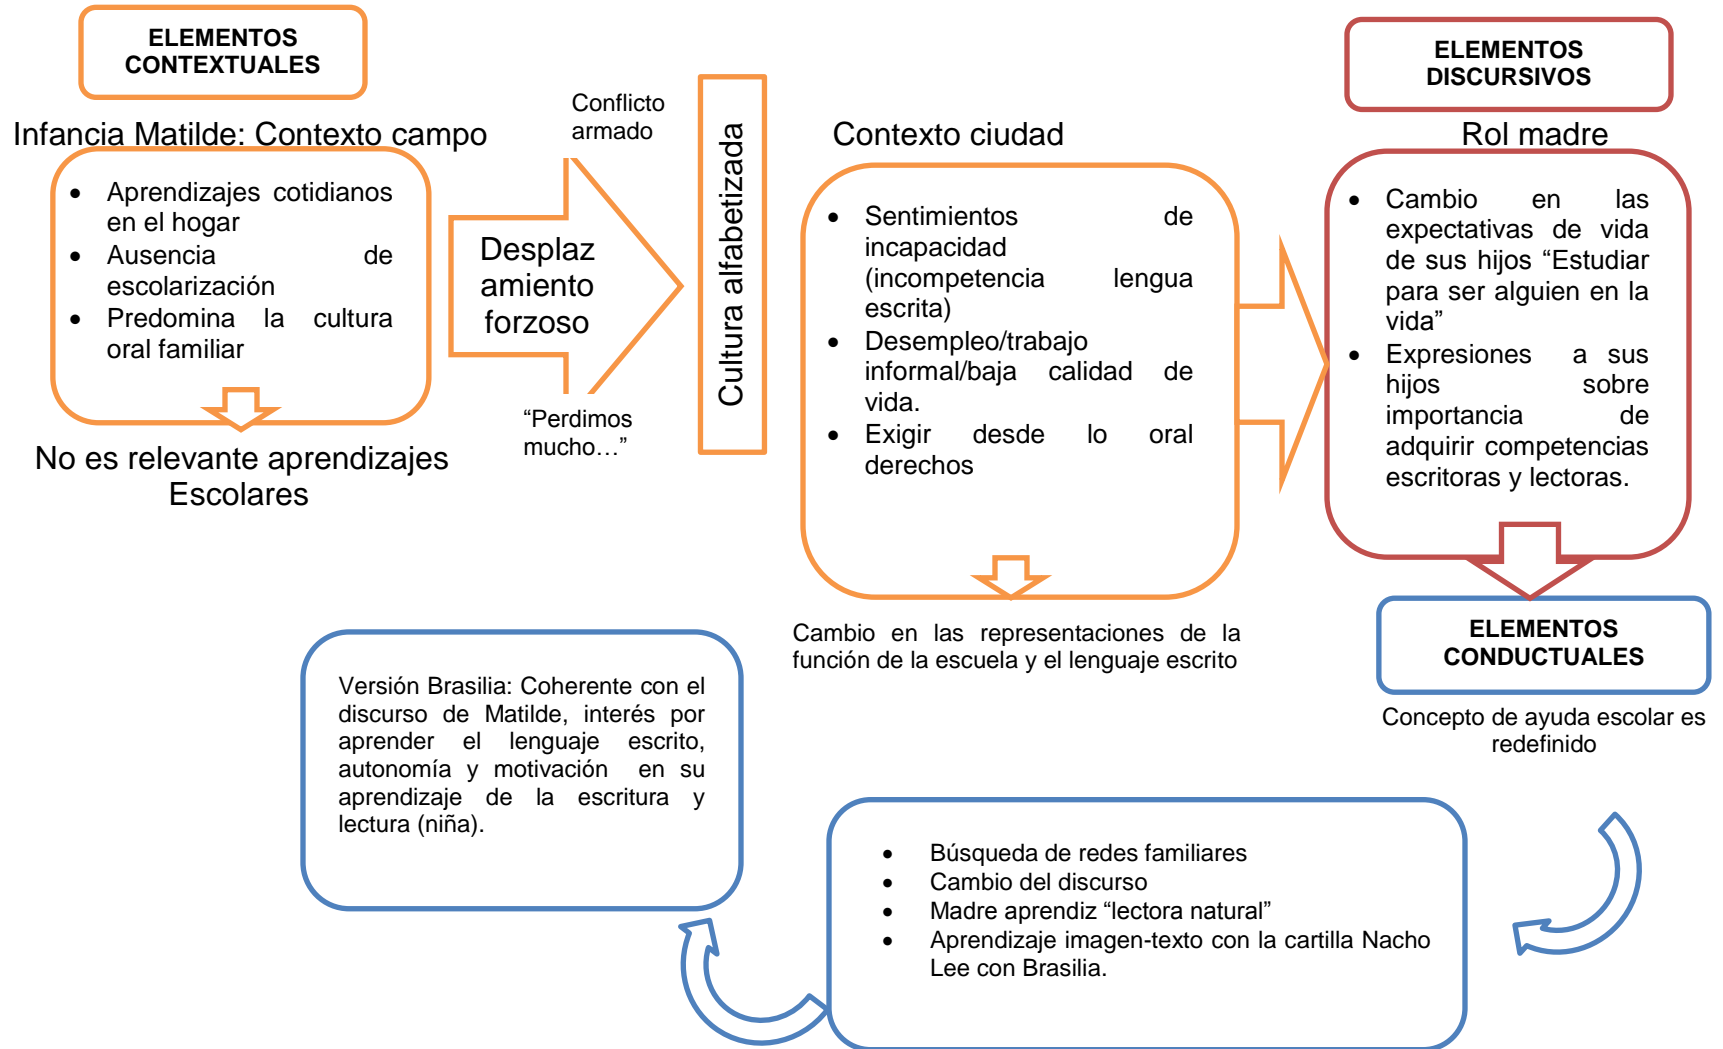 ELEMENTOS
CONTEXTUALES
Infancia Matilde: Contexto campo
• Aprendizajes cotidianos
en el hogar
• Ausencia de
escolarización
• Predomina la cultura
oral familiar
No es relevante aprendizajes
Escolares
Conflicto
armado
Desplaz
amiento
forzoso
“Perdimos
mucho…”
Cultura alfabetizada
Contexto ciudad
• Sentimientos de
incapacidad
(incompetencia lengua
escrita)
• Desempleo/trabajo
informal/baja calidad de
vida.
• Exigir desde lo oral
derechos
Cambio en las representaciones de la
función de la escuela y el lenguaje escrito
ELEMENTOS
DISCURSIVOS
Rol madre
• Cambio en las
expectativas de vida
de sus hijos “Estudiar
para ser alguien en la
vida”
• Expresiones a sus
hijos sobre
importancia de
adquirir competencias
escritoras y lectoras.
ELEMENTOS
CONDUCTUALES
Concepto de ayuda escolar es
redefinido
• Búsqueda de redes familiares
• Cambio del discurso
• Madre aprendiz “lectora natural”
• Aprendizaje imagen-texto con la cartilla Nacho
Lee con Brasilia.
Versión Brasilia: Coherente con el
discurso de Matilde, interés por
aprender el lenguaje escrito,
autonomía y motivación en su
aprendizaje de la escritura y
lectura (niña).